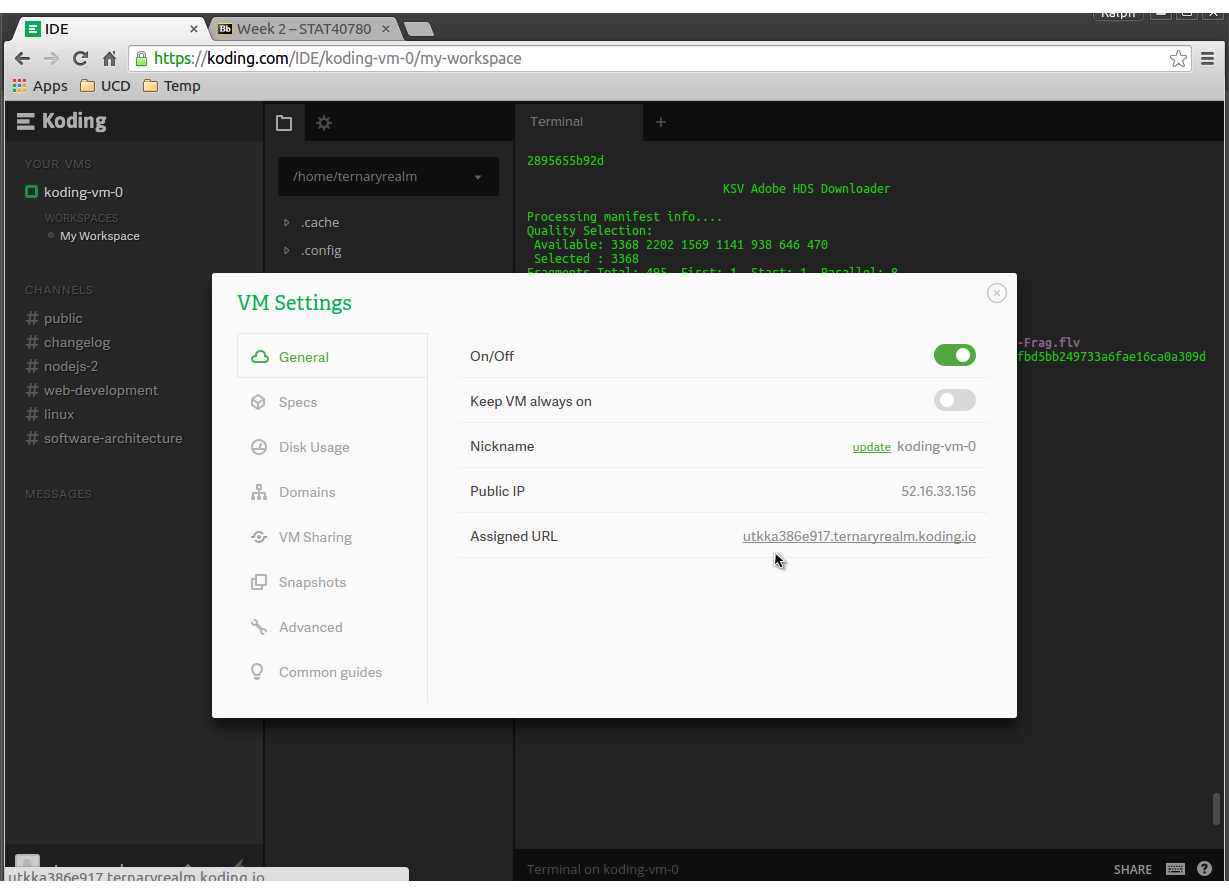 Ralph
IDE
Week 2 – STAT40780
https://koding.com/IDE/koding-vm-0/my-workspace
Apps UCD Temp
Koding
YOUR VMS
koding-vm-0
WORKSPACES
My Workspace
CHANNELS
# public
# changelog
# nodejs-2
# web-development
# linux
# software-architecture
MESSAGES
/home/ternaryrealm
.cache
.config
Terminal +
2895655b92d
KSV Adobe HDS Downloader
Processing manifest info....
Quality Selection:
Available: 3368 2202 1569 1141 938 646 470
Selected : 3368
Fragments Total: 495, First: 1, Start: 1, Parallel: 8
-Frag.flv
fbd5bb249733a6fae16ca0a309d
VM Settings
General
Specs
Disk Usage
Domains
VM Sharing
Snapshots
Advanced
Common guides
On/Off
Keep VM always on
Nickname update koding-vm-0
Public IP 52.16.33.156
Assigned URL utkka386e917.ternaryrealm.koding.io
utkka386e917.ternaryrealm.koding.io
Terminal on koding-vm-0
SHARE ?